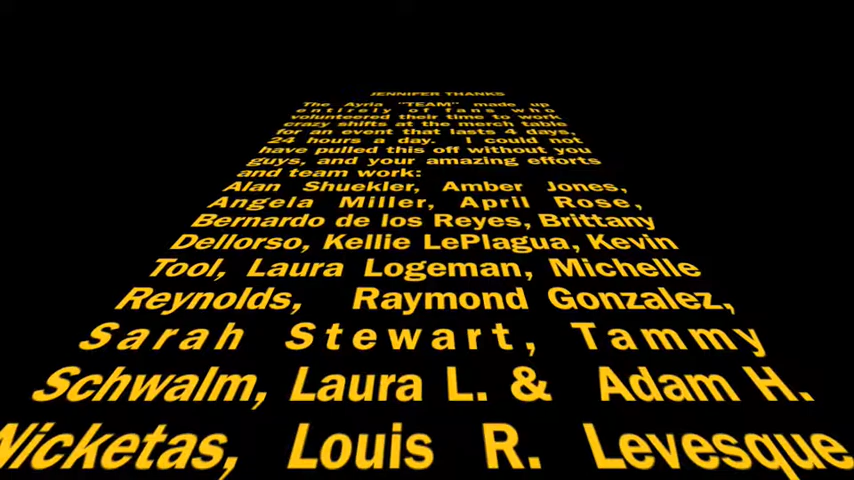 JENNIFER THANKS
The Ayria "TEAM" made up
entirely of fans who
volunteered their time to work
crazy shifts at the merch table
for an event that lasts 4 days,
24 hours a day. I could not
have pulled this off without you
guys, and your amazing efforts
and team work:
Alan Shuekler, Amber Jones,
Angela Miller, April Rose,
Bernardo de los Reyes, Brittany
Dellorso, Kellie LePlagua, Kevin
Tool, Laura Logeman, Michelle
Reynolds, Raymond Gonzalez,
Sarah Stewart, Tammy
Schwalm, Laura L. & Adam H.
Nicketas, Louis R. Levesque